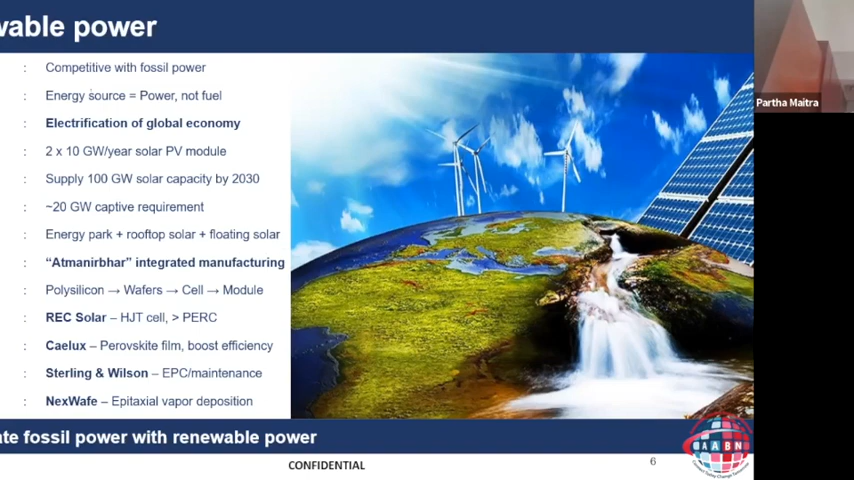 wable power
: Competitive with fossil power
: Energy source = Power, not fuel
: Electrification of global economy
: 2 x 10 GW/year solar PV module
: Supply 100 GW solar capacity by 2030
: ~20 GW captive requirement
: Energy park + rooftop solar + floating solar
: “Atmanirbhar” integrated manufacturing
: Polysilicon → Wafers → Cell → Module
: REC Solar – HJT cell, > PERC
: Caelux – Perovskite film, boost efficiency
: Sterling & Wilson – EPC/maintenance
: NexWafe – Epitaxial vapor deposition
ate fossil power with renewable power
CONFIDENTIAL
6
AABN
Partha Maitra